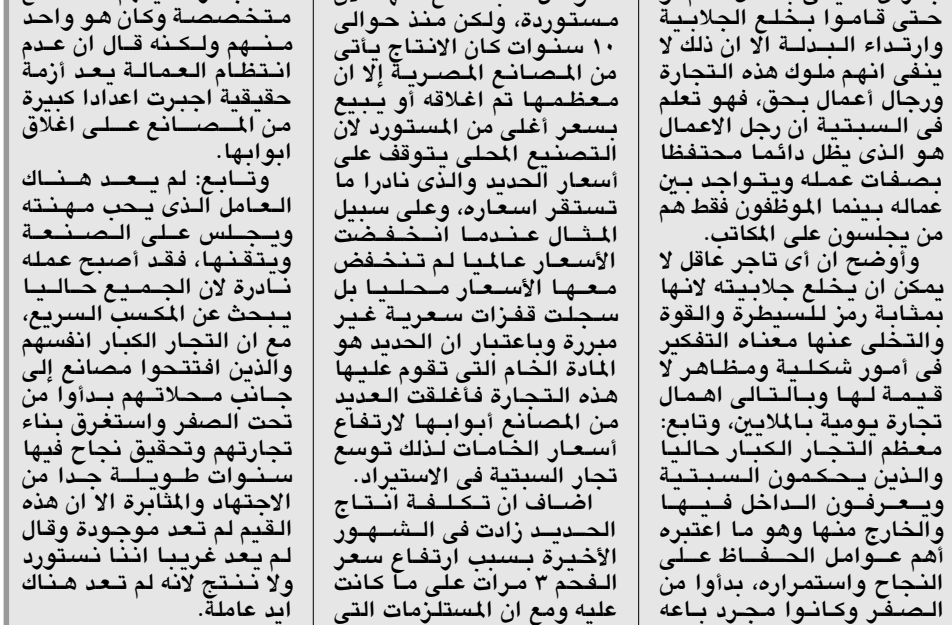 حتى قاموا بخلع الجلابية
وارتداء البدلة الا ان ذلك لا
ينفى انهم ملوك هذه التجارة
ورجال أعمال بحق، فهو تعلم
فى السبتية ان رجل الاعمال
هو الذى يظل دائما محتفظا
بصفات عمله ويتواجد بين
عماله بينما الموظفون فقط هم
من يجلسون على المكاتب.
وأوضح ان أى تاجر عاقل لا
يمكن ان يخلع جلابيته لانها
بمثابة رمز للسيطرة والقوة
والتخلى عنها معناه التفكير
فى أمور شكلية ومظاهر لا
قيمة لها وبالتالى اهمال
تجارة يومية بالملايين، وتابع:
معظم التجار الكبار حاليا
والذين يحكمون السبتية
ويعرفون الداخل فيها
والخارج منها وهو ما اعتبره
أهم عوامل الحفاظ على
النجاح واستمراره، بدأوا من
الصفر وكانوا مجرد باعه
مستوردة، ولكن منذ حوالى
١٠ سنوات كان الانتاج يأتى
من المصانع المصرية إلا ان
معظمها تم اغلاقه أو يبيع
بسعر أغلى من المستورد لان
التصنيع المحلى يتوقف على
أسعار الحديد والذى نادرا ما
تستقر اسعاره، وعلى سبيل
المثال عندما انخفضت
الأسعار عالميا لم تنخفض
معها الأسعار محليا بل
سجلت قفزات سعرية غير
مبررة وباعتبار ان الحديد هو
المادة الخام التى تقوم عليها
هذه التجارة فأغلقت العديد
من المصانع أبوابها لارتفاع
أسعار الخامات لذلك توسع
تجار السبتية فى الاستيراد.
اضاف ان تكلفة انتاج
الحديد زادت فى الشهور
الأخيرة بسبب ارتفاع سعر
الفحم ٣ مرات على ما كانت
عليه ومع ان المستلزمات التى
متخصصة وكان هو واحد
منهم ولكنه قال ان عدم
انتظام العمالة يعد أزمة
حقيقية اجبرت اعدادا كبيرة
من المصانع على اغلاق
ابوابها.
وتابع: لم يعد هناك
العامل الذى يحب مهنته
ويجلس على الصنعة
ويتقنها، فقد أصبح عمله
نادرة لان الجميع حاليا
يبحث عن المكسب السريع،
مع ان التجار الكبار انفسهم
والذين افتتحوا مصانع إلى
جانب محلاتهم بدأوا من
تحت الصفر واستغرق بناء
تجارتهم وتحقيق نجاح فيها
سنوات طويلة جدا من
الاجتهاد والمثابرة الا ان هذه
القيم لم تعد موجودة وقال
لم يعد غريبا اننا نستورد
ولا ننتج لانه لم تعد هناك
ايد عاملة.